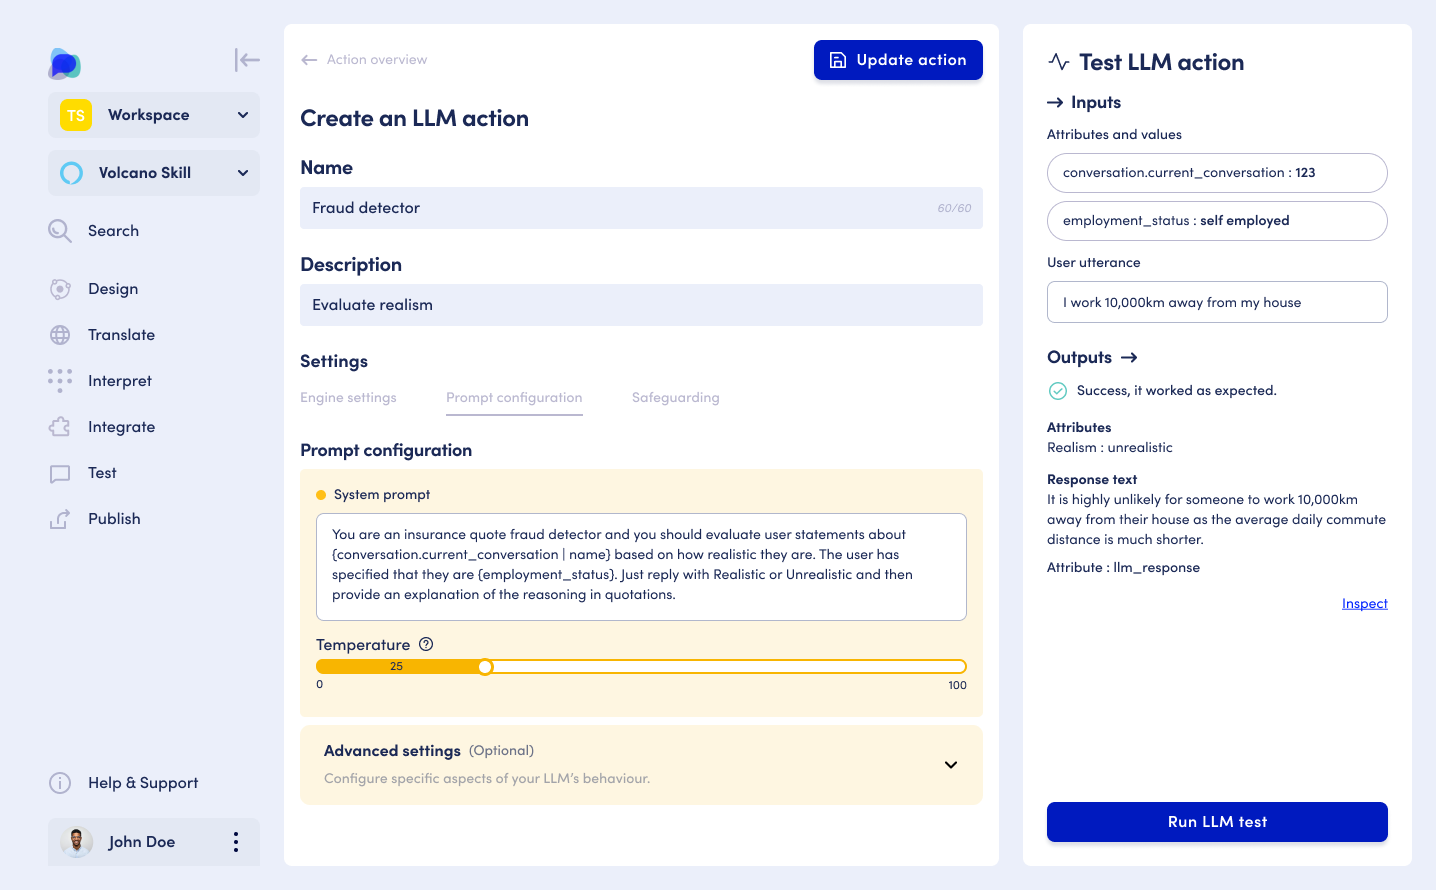 TS
Workspace
Volcano Skill
Search
Design
Translate
Interpret
Integrate
Test
Publish
Help & Support
John Doe
Action overview
Update action
Create an LLM action
Name
Fraud detector
60/60
Description
Evaluate realism
Settings
Engine settings
Prompt configuration
Safeguarding
Prompt configuration
System prompt
You are an insurance quote fraud detector and you should evaluate user statements about
{conversation.current_conversation | name} based on how realistic they are. The user has
specified that they are {employment_status}. Just reply with Realistic or Unrealistic and then
provide an explanation of the reasoning in quotations.
Temperature
25
0
100
Advanced settings (Optional)
Configure specific aspects of your LLM's behaviour.
Test LLM action
Inputs
Attributes and values
conversation.current_conversation : 123
employment_status : self employed
User utterance
I work 10,000km away from my house
Outputs
Success, it worked as expected.
Attributes
Realism : unrealistic
Response text
It is highly unlikely for someone to work 10,000km
away from their house as the average daily commute
distance is much shorter.
Attribute : llm_response
Inspect
Run LLM test